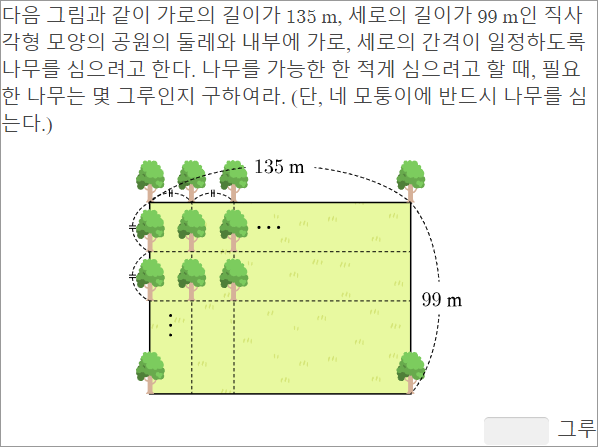 다음 그림과 같이 가로의 길이가 135 m, 세로의 길이가 99 m인 직사
각형 모양의 공원의 둘레와 내부에 가로, 세로의 간격이 일정하도록
나무를 심으려고 한다. 나무를 가능한 한 적게 심으려고 할 때, 필요
한 나무는 몇 그루인지 구하여라. (단, 네 모퉁이에 반드시 나무를 심
는다.)
135 m
99 m
그루